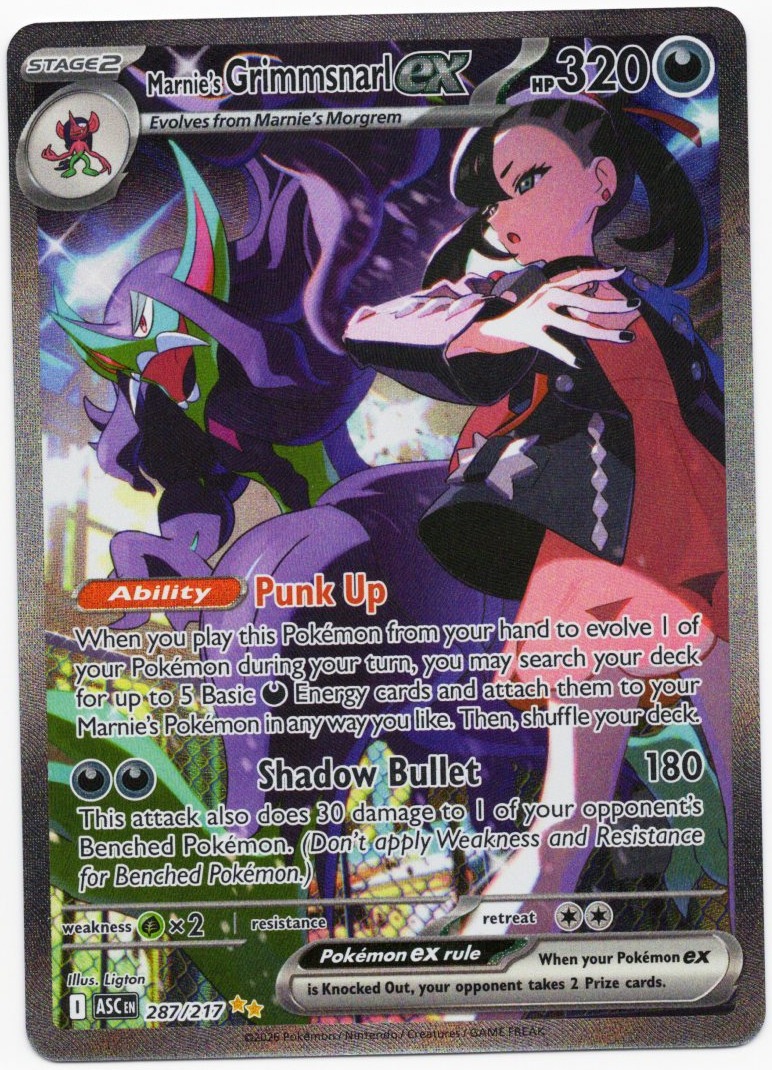 STAGE2
Marnie's Grimmsnarl ex
HP 320
Evolves from Marnie's Morgrem
Ability Punk Up
When you play this Pokémon from your hand to evolve 1 of
your Pokémon during your turn, you may search your deck
for up to 5 Basic Energy cards and attach them to your
Marnie's Pokémon in any way you like. Then, shuffle your deck.
Shadow Bullet 180
This attack also does 30 damage to 1 of your opponent's
Benched Pokémon. (Don't apply Weakness and Resistance
for Benched Pokémon.)
weakness ×2 resistance retreat
Pokémon ex rule
When your Pokémon ex
is Knocked Out, your opponent takes 2 Prize cards.
Illus. Ligton
I ASC EN 287/217
©2026 Pokémon / Nintendo / Creatures / GAME FREAK